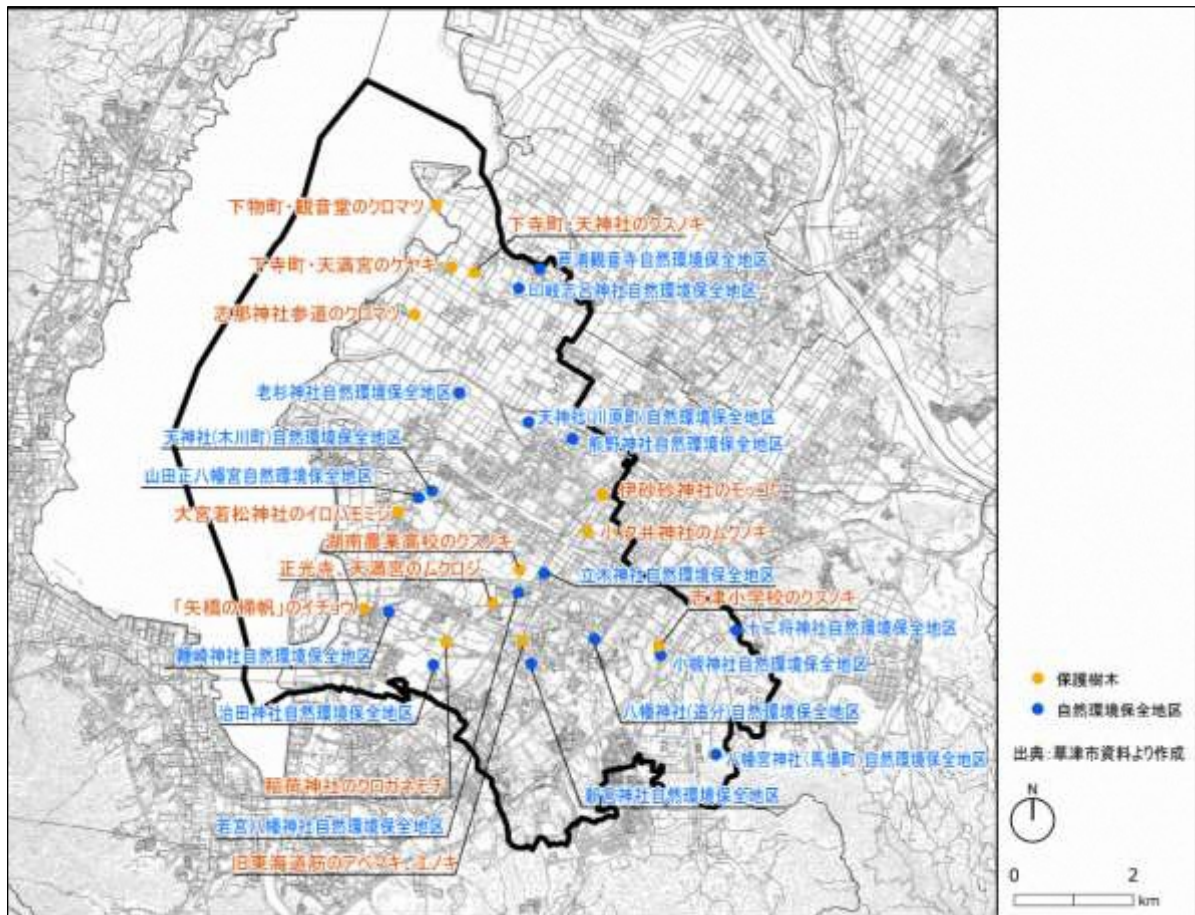 下物町・観音堂のクロマツ
下寺町・天神社のクスノキ
下寺町・天満宮のケヤキ
芦浦観音寺自然環境保全地区
印岐志呂神社自然環境保全地区
志那神社参道のクロマツ
老杉神社自然環境保全地区
天神社(川原町)自然環境保全地区
天神社(木川町)自然環境保全地区
熊野神社自然環境保全地区
山田正八幡宮自然環境保全地区
伊砂砂神社のモッコク
大宮若松神社のイロハモミジ
小汐井神社のムクノキ
湖南農業高校のクスノキ
正光寺・天満宮のムクロジ
立木神社自然環境保全地区
志津小学校のクスノキ
「矢橋の帰帆」のイチョウ
十二将神社自然環境保全地区
鞭崎神社自然環境保全地区
小槻神社自然環境保全地区
治田神社自然環境保全地区
八幡神社(追分)自然環境保全地区
八幡宮神社(馬場町)自然環境保全地区
稲荷神社のクロガネモチ
新宮神社自然環境保全地区
若宮八幡神社自然環境保全地区
旧東海道筋のアベマキ・エノキ
保護樹木
自然環境保全地区
出典：草津市資料より作成
N
0 2
km